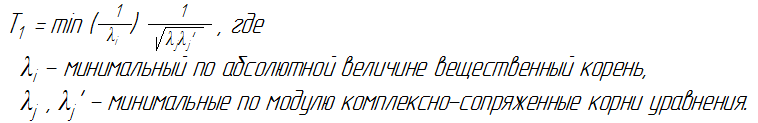 T₁ = min (1/λᵢ) 1/√(λⱼλⱼ'), где
λᵢ – минимальный по абсолютной величине вещественный корень,
λⱼ , λⱼ' – минимальные по модулю комплексно-сопряженные корни уравнения.